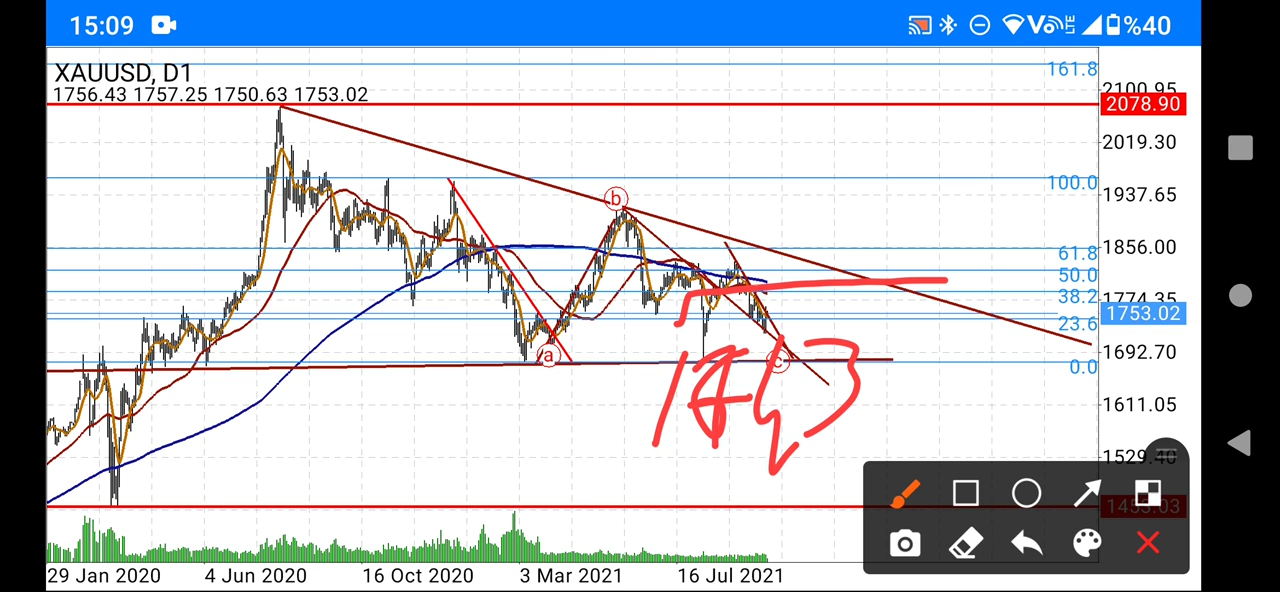 15:09
LTE %40
XAUUSD, D1
1756.43 1757.25 1750.63 1753.02
161.8
2100.95
2078.90
2019.30
100.0
1937.65
b
1856.00
61.8
50.0
38.2
1774.35
1753.02
23.6
a
c
1692.70
0.0
1611.05
1529.40
1453.03
29 Jan 2020 4 Jun 2020 16 Oct 2020 3 Mar 2021 16 Jul 2021